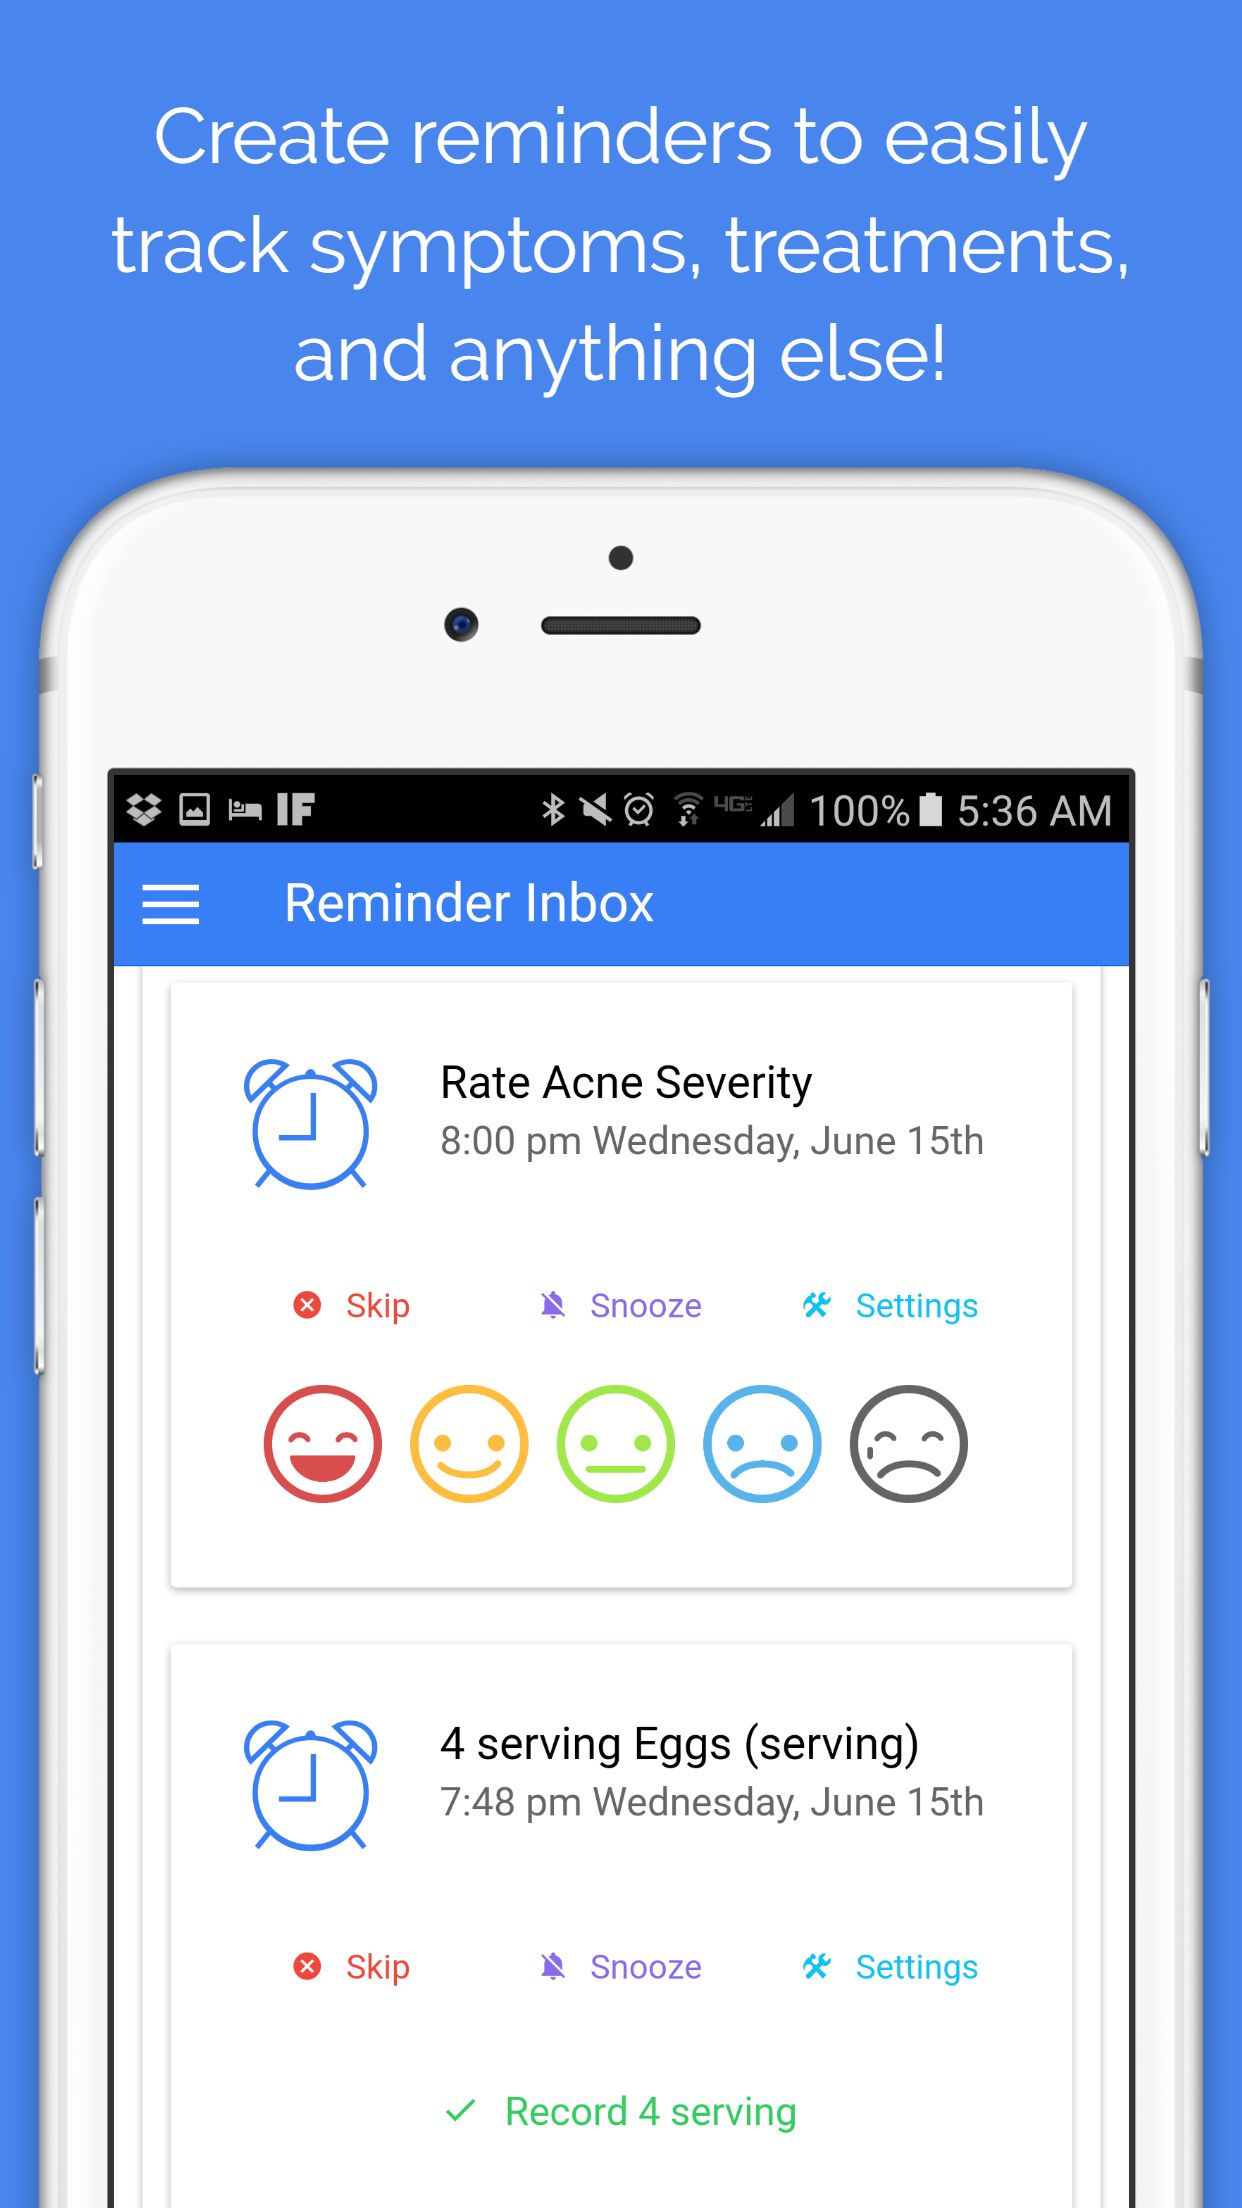 Create reminders to easily
track symptoms, treatments,
and anything else!
IF 4G LTE 100% 5:36 AM
Reminder Inbox
Rate Acne Severity
8:00 pm Wednesday, June 15th
Skip Snooze Settings
4 serving Eggs (serving)
7:48 pm Wednesday, June 15th
Skip Snooze Settings
Record 4 serving